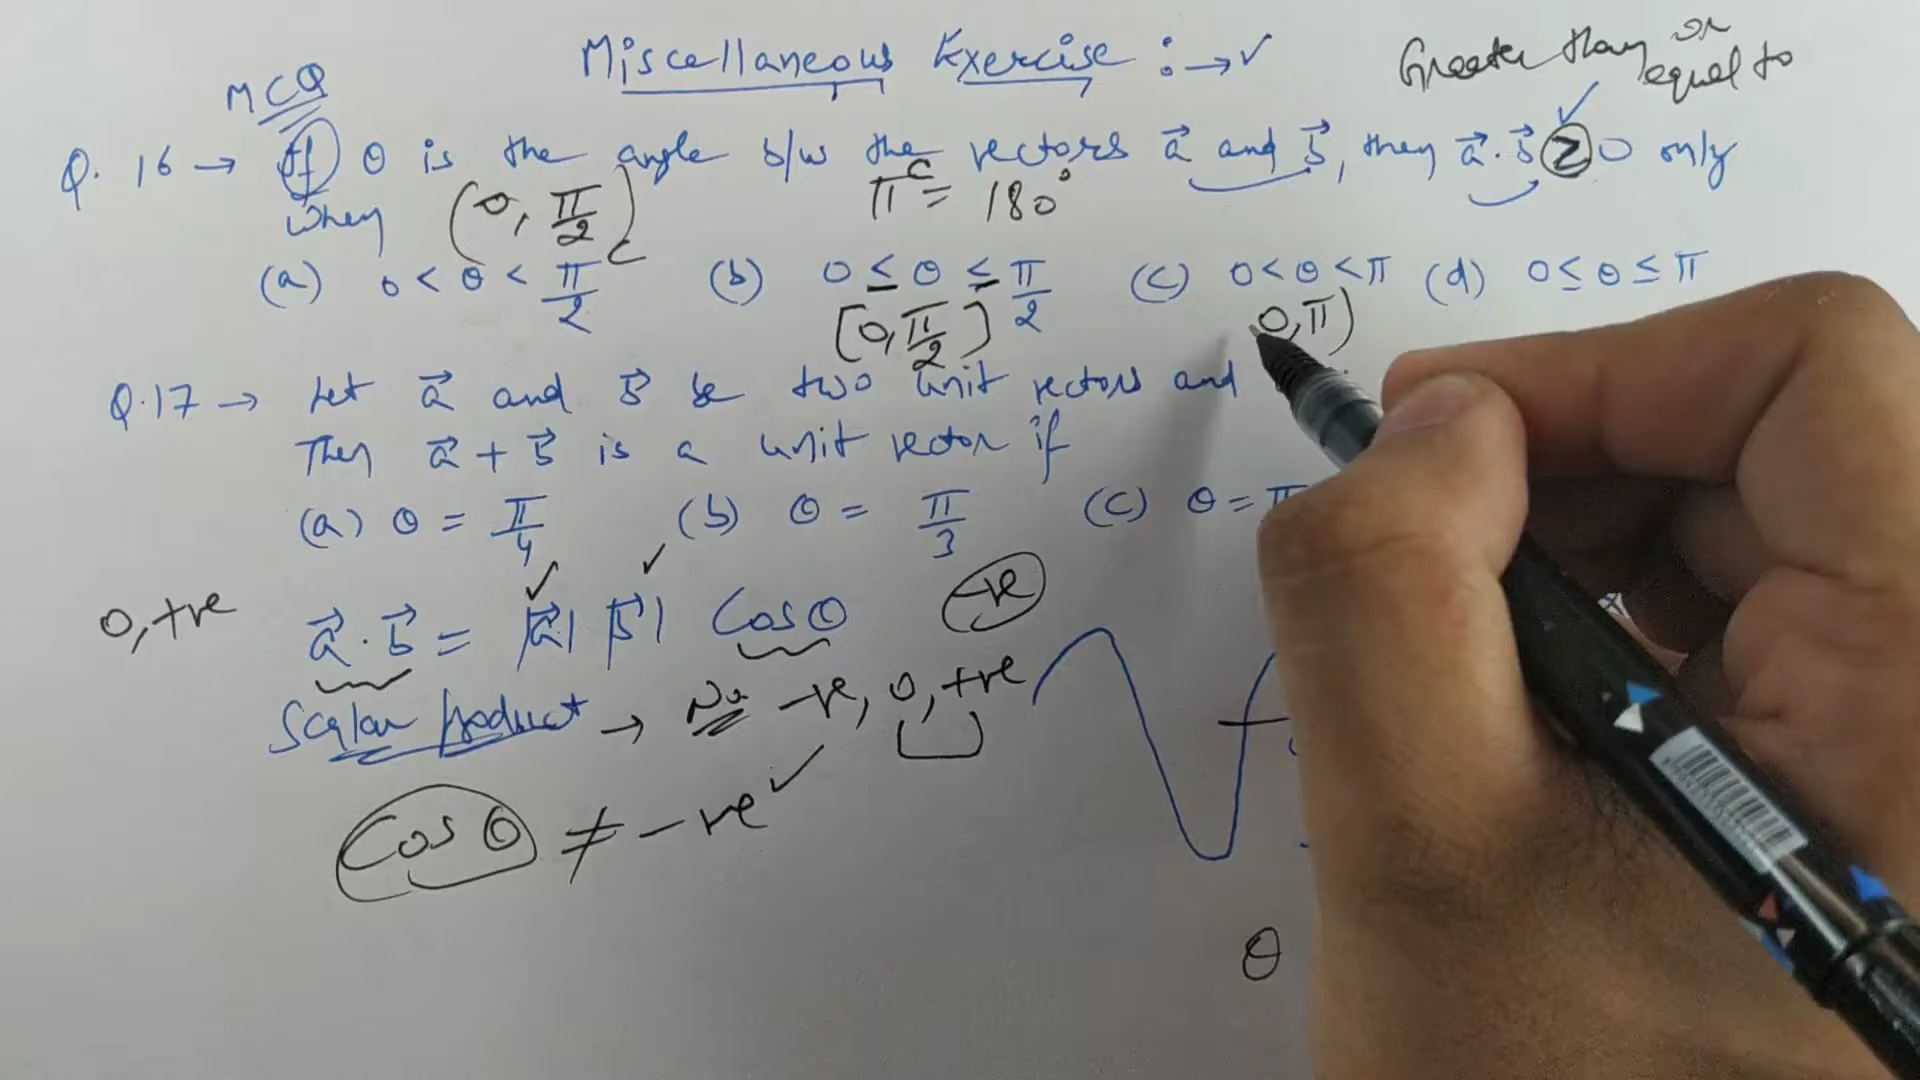 Miscellaneous Exercise : → ✓
Greater than or equal to
MCQ
Q. 16 → If θ is the angle b/w the vectors a⃗ and b⃗, then a⃗ . b⃗ ≥ 0 only
when (0, π/2) π^c = 180°
(a) 0 < θ < π/2 (b) 0 ≤ θ ≤ π/2 (c) 0 < θ < π (d) 0 ≤ θ ≤ π
[0, π/2] 0, π)
Q.17 → Let a⃗ and b⃗ be two unit vectors and
Then a⃗ + b⃗ is a unit vector if
(a) θ = π/4 (b) θ = π/3 (c) θ = π
0, +ve
a⃗ . b⃗ = |a⃗| |b⃗| Cos θ -ve
Scalar product → No -ve, 0, +ve
Cos θ ≠ -ve ✓
θ